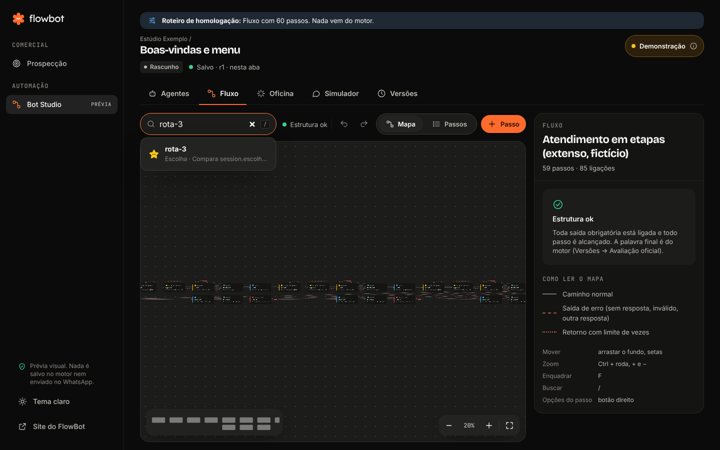 flowbot
COMERCIAL
Prospecção
AUTOMAÇÃO
Bot Studio
PRÉVIA
Prévia visual. Nada é
salvo no motor nem
enviado no WhatsApp.
Tema claro
Site do FlowBot
Roteiro de homologação: Fluxo com 60 passos. Nada vem do motor.
Estúdio Exemplo /
Boas-vindas e menu
Rascunho
Salvo · r1 · nesta aba
Demonstração
Agentes
Fluxo
Oficina
Simulador
Versões
rota-3
/
Estrutura ok
Mapa
Passos
Passo
rota-3
Escolha · Compara session.escolh...
20%
FLUXO
Atendimento em etapas
(extenso, fictício)
59 passos · 85 ligações
Estrutura ok
Toda saída obrigatória está ligada e todo
passo é alcançado. A palavra final é do
motor (Versões → Avaliação oficial).
COMO LER O MAPA
Caminho normal
Saída de erro (sem resposta, inválido,
outra resposta)
Retorno com limite de vezes
Mover arrastar o fundo, setas
Zoom Ctrl + roda, + e −
Enquadrar F
Buscar /
Opções do passo botão direito